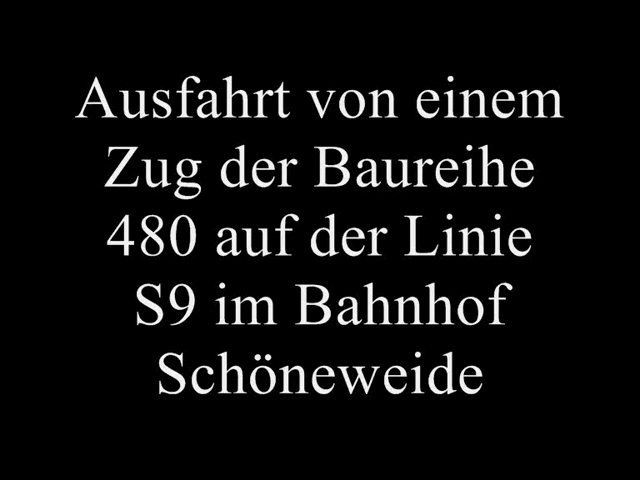 Ausfahrt von einem
Zug der Baureihe
480 auf der Linie
S9 im Bahnhof
Schöneweide